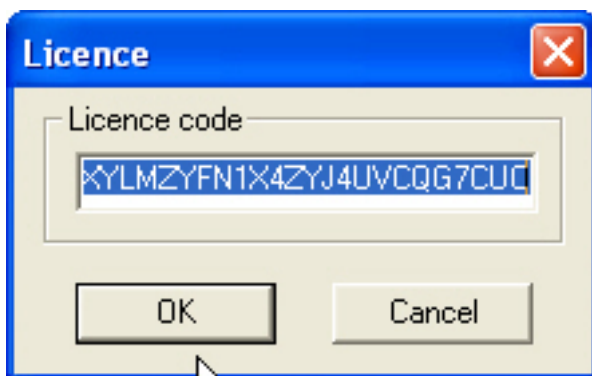 Licence
Licence code
XYLMZYFN1X4ZYJ4UVCQG7CUC
OK
Cancel